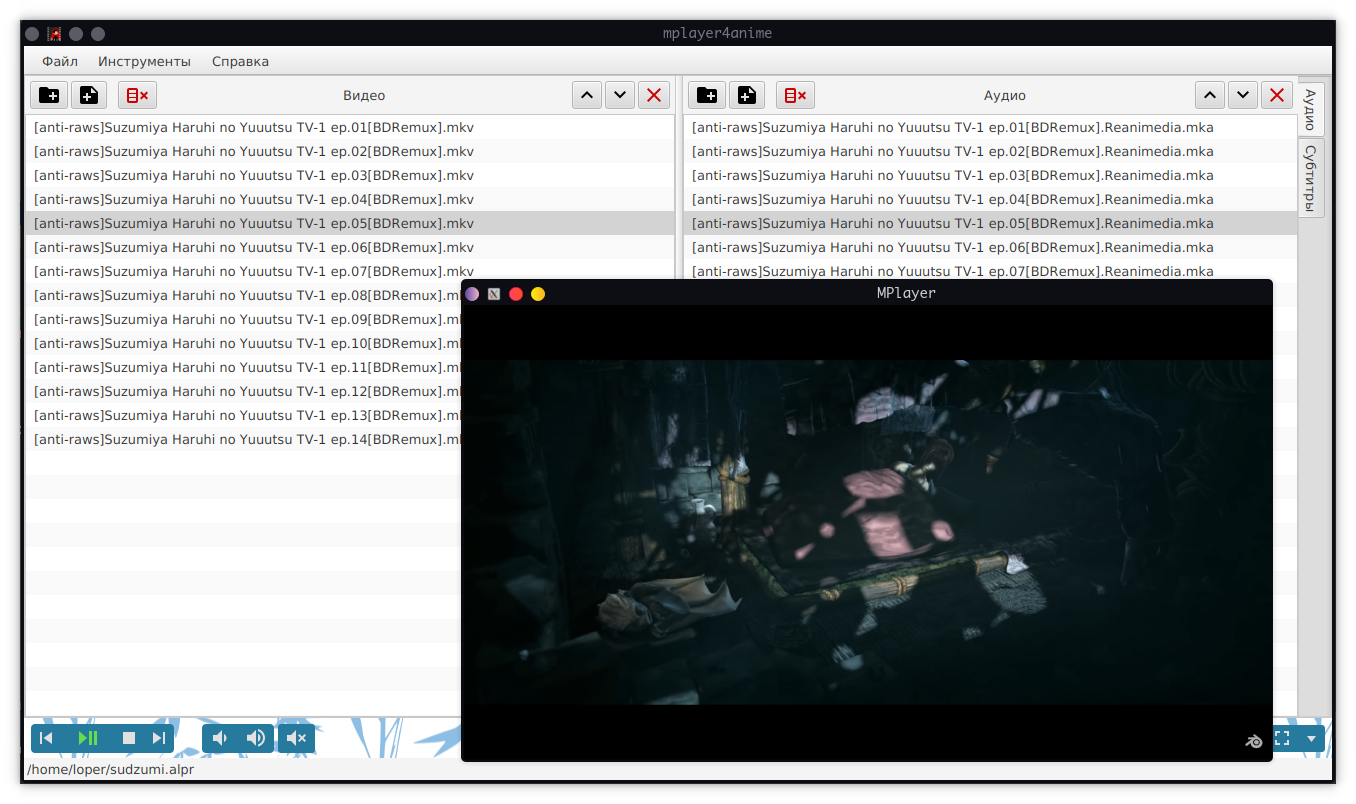 mplayer4anime
Файл Инструменты Справка
Видео
[anti-raws]Suzumiya Haruhi no Yuuutsu TV-1 ep.01[BDRemux].mkv
[anti-raws]Suzumiya Haruhi no Yuuutsu TV-1 ep.02[BDRemux].mkv
[anti-raws]Suzumiya Haruhi no Yuuutsu TV-1 ep.03[BDRemux].mkv
[anti-raws]Suzumiya Haruhi no Yuuutsu TV-1 ep.04[BDRemux].mkv
[anti-raws]Suzumiya Haruhi no Yuuutsu TV-1 ep.05[BDRemux].mkv
[anti-raws]Suzumiya Haruhi no Yuuutsu TV-1 ep.06[BDRemux].mkv
[anti-raws]Suzumiya Haruhi no Yuuutsu TV-1 ep.07[BDRemux].mkv
[anti-raws]Suzumiya Haruhi no Yuuutsu TV-1 ep.08[BDRemux].m
[anti-raws]Suzumiya Haruhi no Yuuutsu TV-1 ep.09[BDRemux].m
[anti-raws]Suzumiya Haruhi no Yuuutsu TV-1 ep.10[BDRemux].m
[anti-raws]Suzumiya Haruhi no Yuuutsu TV-1 ep.11[BDRemux].m
[anti-raws]Suzumiya Haruhi no Yuuutsu TV-1 ep.12[BDRemux].m
[anti-raws]Suzumiya Haruhi no Yuuutsu TV-1 ep.13[BDRemux].m
[anti-raws]Suzumiya Haruhi no Yuuutsu TV-1 ep.14[BDRemux].m
Аудио
[anti-raws]Suzumiya Haruhi no Yuuutsu TV-1 ep.01[BDRemux].Reanimedia.mka
[anti-raws]Suzumiya Haruhi no Yuuutsu TV-1 ep.02[BDRemux].Reanimedia.mka
[anti-raws]Suzumiya Haruhi no Yuuutsu TV-1 ep.03[BDRemux].Reanimedia.mka
[anti-raws]Suzumiya Haruhi no Yuuutsu TV-1 ep.04[BDRemux].Reanimedia.mka
[anti-raws]Suzumiya Haruhi no Yuuutsu TV-1 ep.05[BDRemux].Reanimedia.mka
[anti-raws]Suzumiya Haruhi no Yuuutsu TV-1 ep.06[BDRemux].Reanimedia.mka
[anti-raws]Suzumiya Haruhi no Yuuutsu TV-1 ep.07[BDRemux].Reanimedia.mka
Аудио
Субтитры
MPlayer
/home/loper/sudzumi.alpr